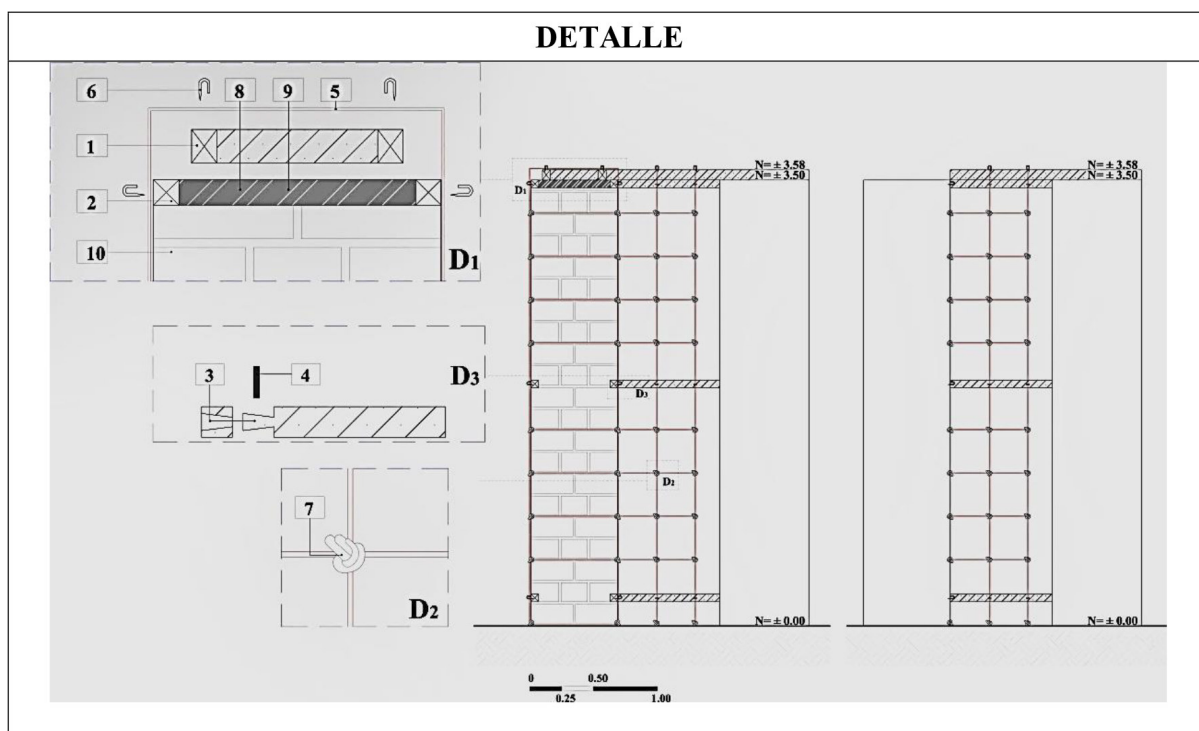 DETALLE
6
8
9
5
1
2
10
D1
3
4
D3
7
D2
N= ± 3.58
N= ± 3.50
D1
D3
D2
N= ± 0.00
N= ± 3.58
N= ± 3.50
N= ± 0.00
0 0.50
0.25 1.00